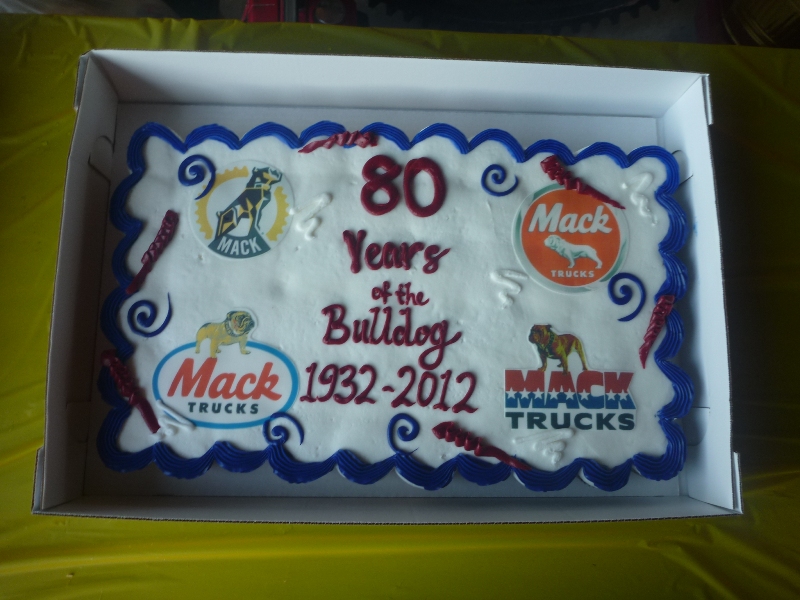 80
Years
of the
Bulldog
1932-2012
MACK
Mack
TRUCKS
Mack
TRUCKS
MACK
TRUCKS